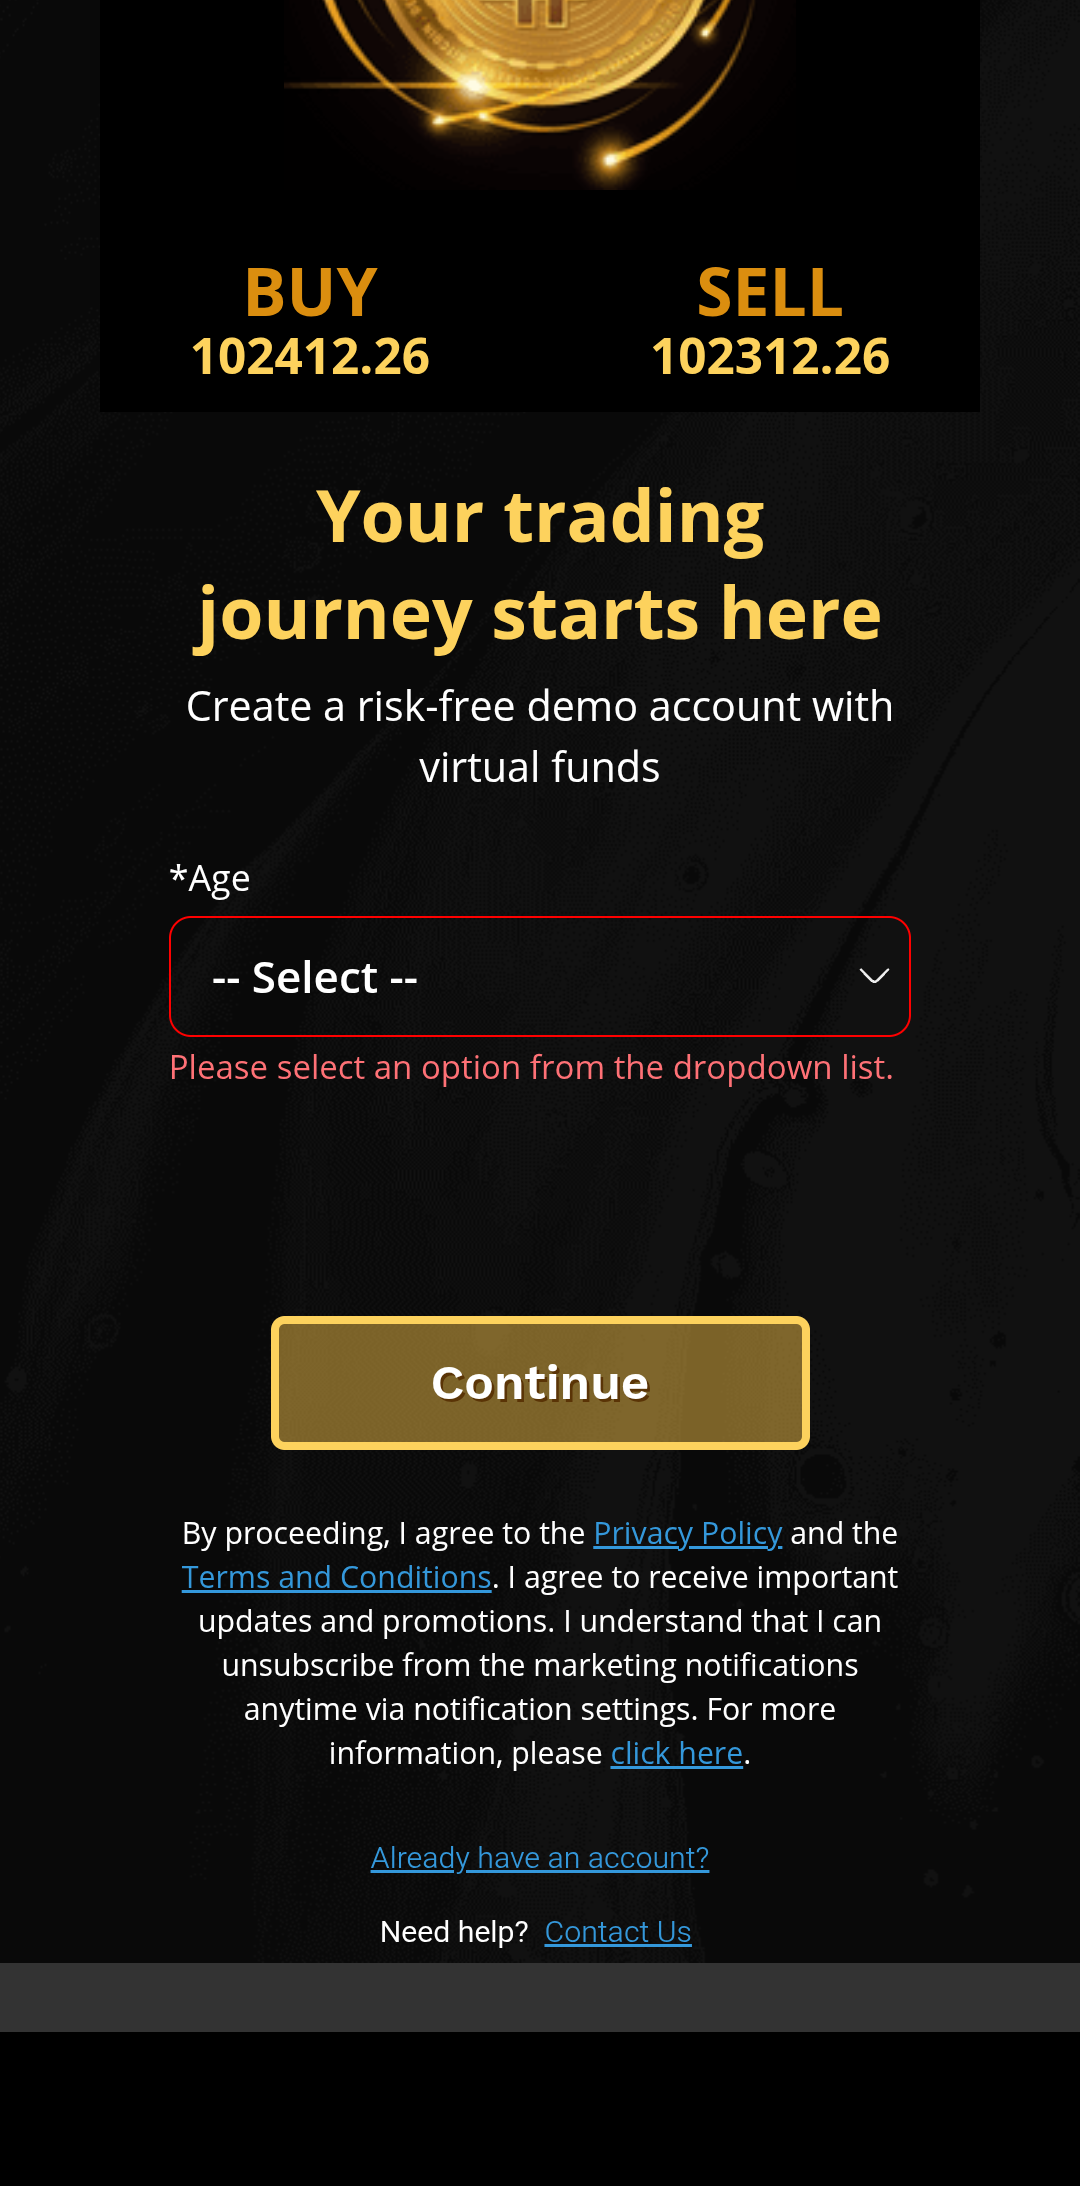 BUY
102412.26
SELL
102312.26
Your trading
journey starts here
Create a risk-free demo account with
virtual funds
*Age
-- Select --
Please select an option from the dropdown list.
Continue
By proceeding, I agree to the Privacy Policy and the
Terms and Conditions. I agree to receive important
updates and promotions. I understand that I can
unsubscribe from the marketing notifications
anytime via notification settings. For more
information, please click here.
Already have an account?
Need help? Contact Us